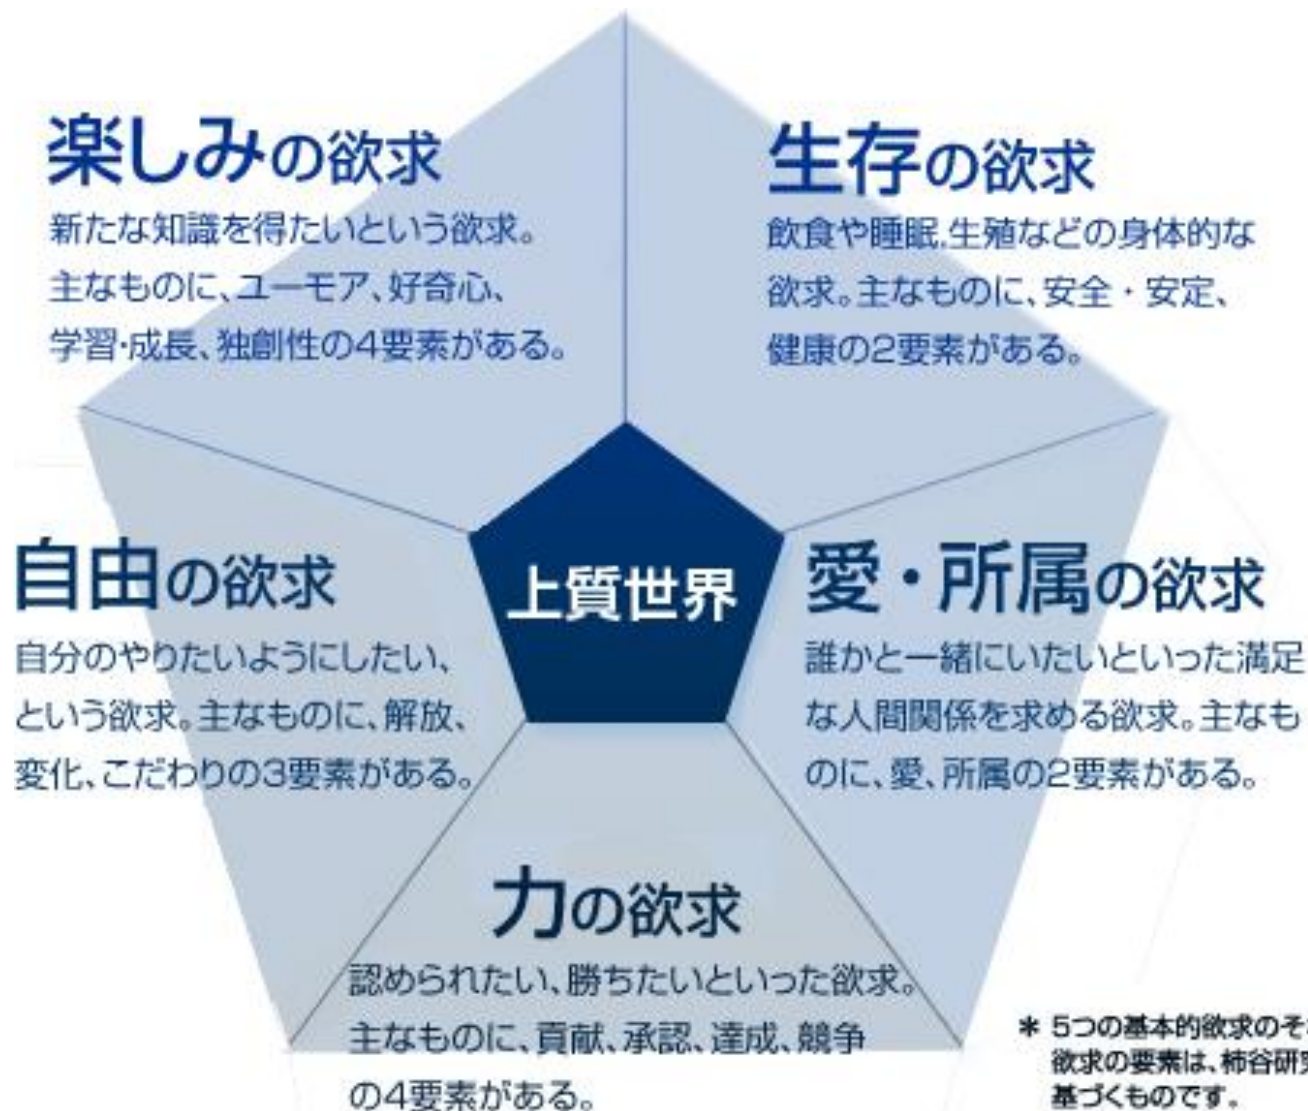 楽しみの欲求
新たな知識を得たいという欲求。
主なものに、ユーモア、好奇心、
学習・成長、独創性の4要素がある。
生存の欲求
飲食や睡眠,生殖などの身体的な
欲求。主なものに、安全・安定、
健康の2要素がある。
自由の欲求
自分のやりたいようにしたい、
という欲求。主なものに、解放、
変化、こだわりの3要素がある。
上質世界
愛・所属の欲求
誰かと一緒にいたいといった満足
な人間関係を求める欲求。主なも
のに、愛、所属の2要素がある。
力の欲求
認められたい、勝ちたいといった欲求。
主なものに、貢献、承認、達成、競争
の4要素がある。
* 5つの基本的欲求のそ
欲求の要素は、柿谷研
基づくものです。